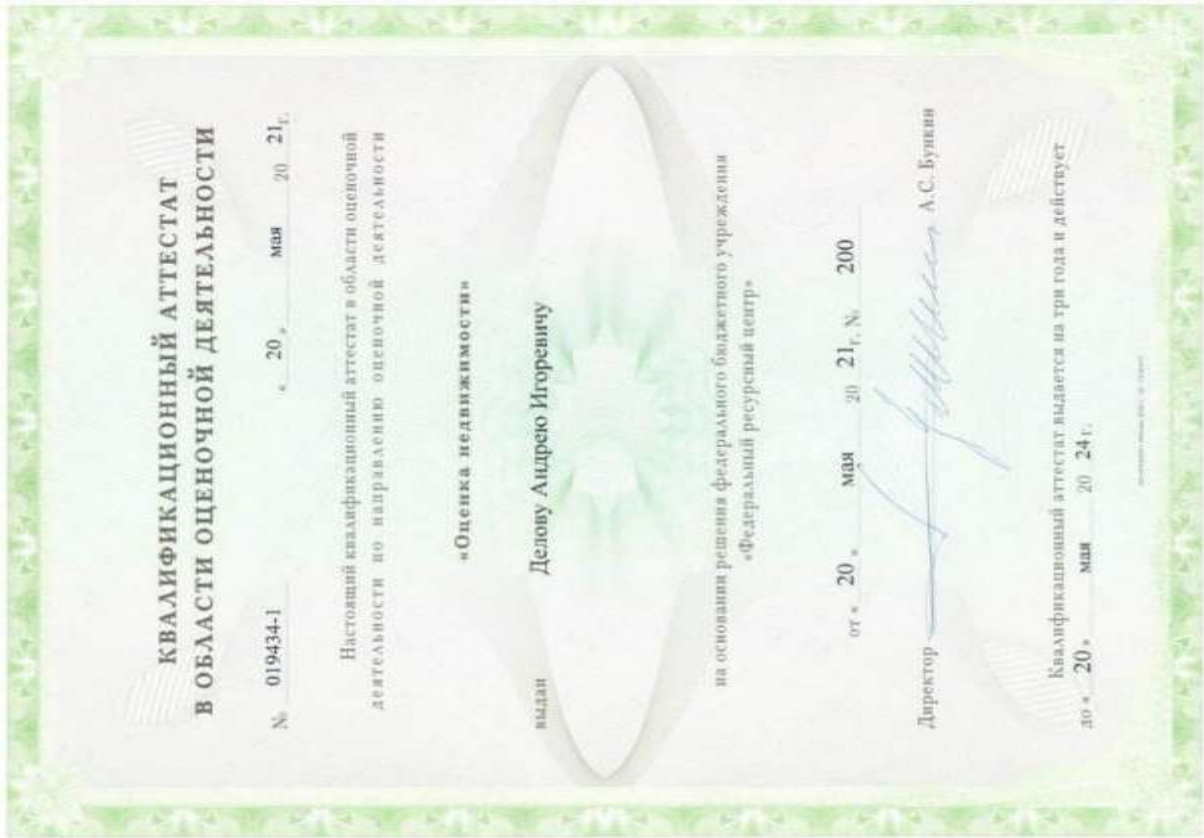 КВАЛИФИКАЦИОННЫЙ АТТЕСТАТ
В ОБЛАСТИ ОЦЕНОЧНОЙ ДЕЯТЕЛЬНОСТИ
№ 019434-1 « 20 » мая 20 21 г.
Настоящий квалификационный аттестат в области оценочной
деятельности по направлению оценочной деятельности
«Оценка недвижимости»
выдан Делову Андрею Игоревичу
на основании решения федерального бюджетного учреждения
«Федеральный ресурсный центр»
от « 20 » мая 20 21 г. № 200
Директор А.С. Бункин
Квалификационный аттестат выдается на три года и действует
до « 20 » мая 20 24 г.